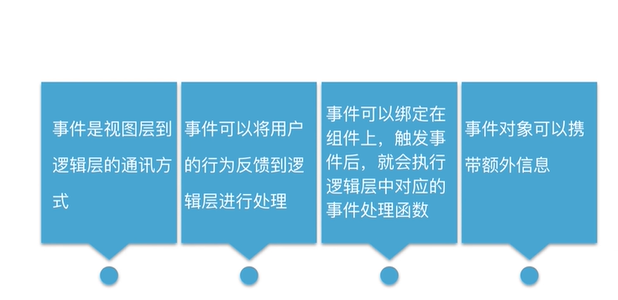 事件是视图层到
逻辑层的通讯方
式
事件可以将用户
的行为反馈到逻
辑层进行处理
事件可以绑定在
组件上，触发事
件后，就会执行
逻辑层中对应的
事件处理函数
事件对象可以携
带额外信息